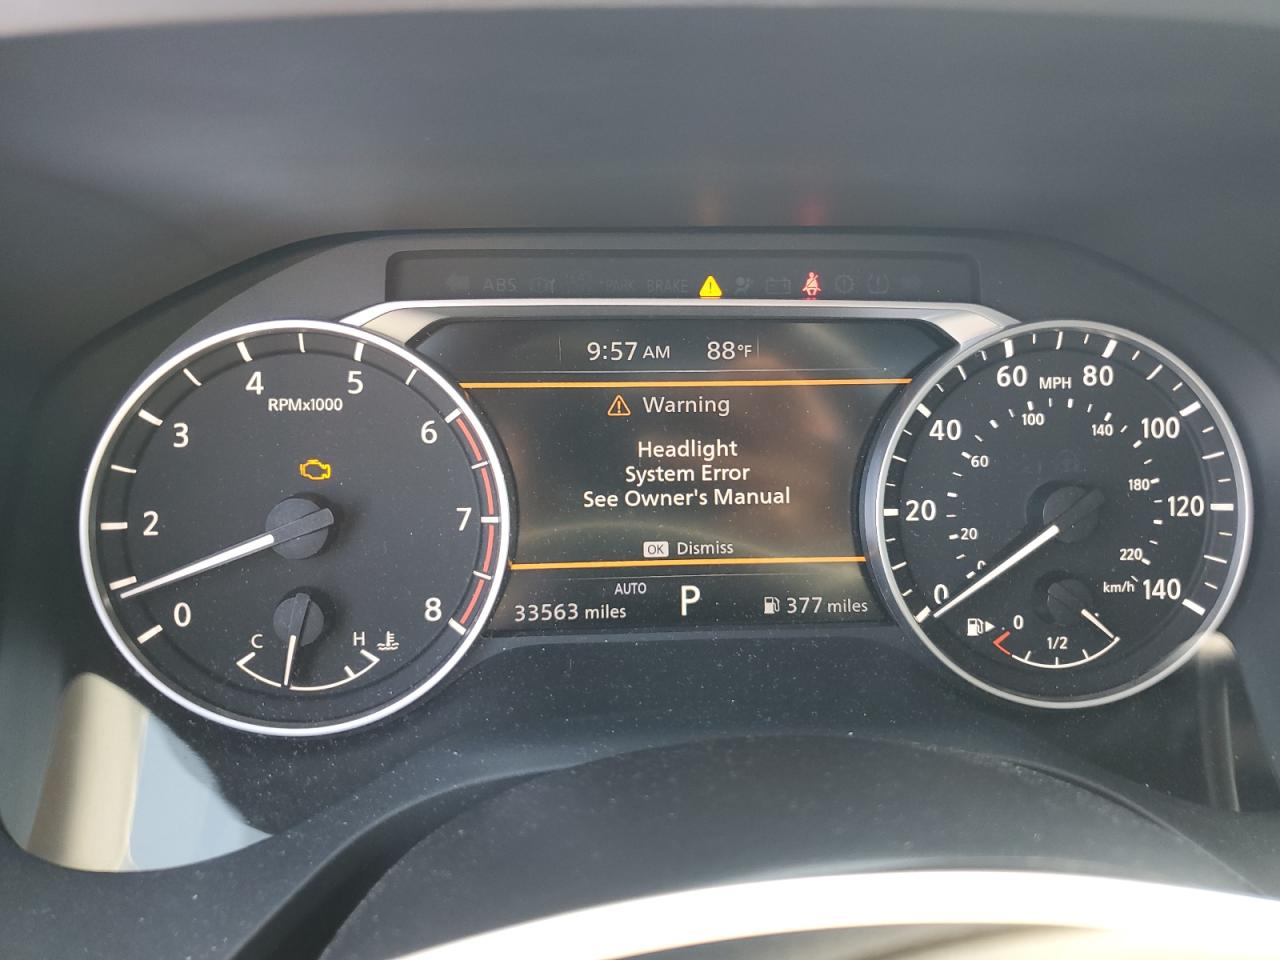 ABS
PARK
BRAKE
9:57 AM
88°F
Warning
Headlight
System Error
See Owner's Manual
OK Dismiss
AUTO
33563 miles
P
377 miles
4
5
RPMx1000
3
6
2
7
0
8
C
H
60
MPH
80
100
140
40
100
60
180
20
120
20
220
0
0
km/h
140
0
1/2